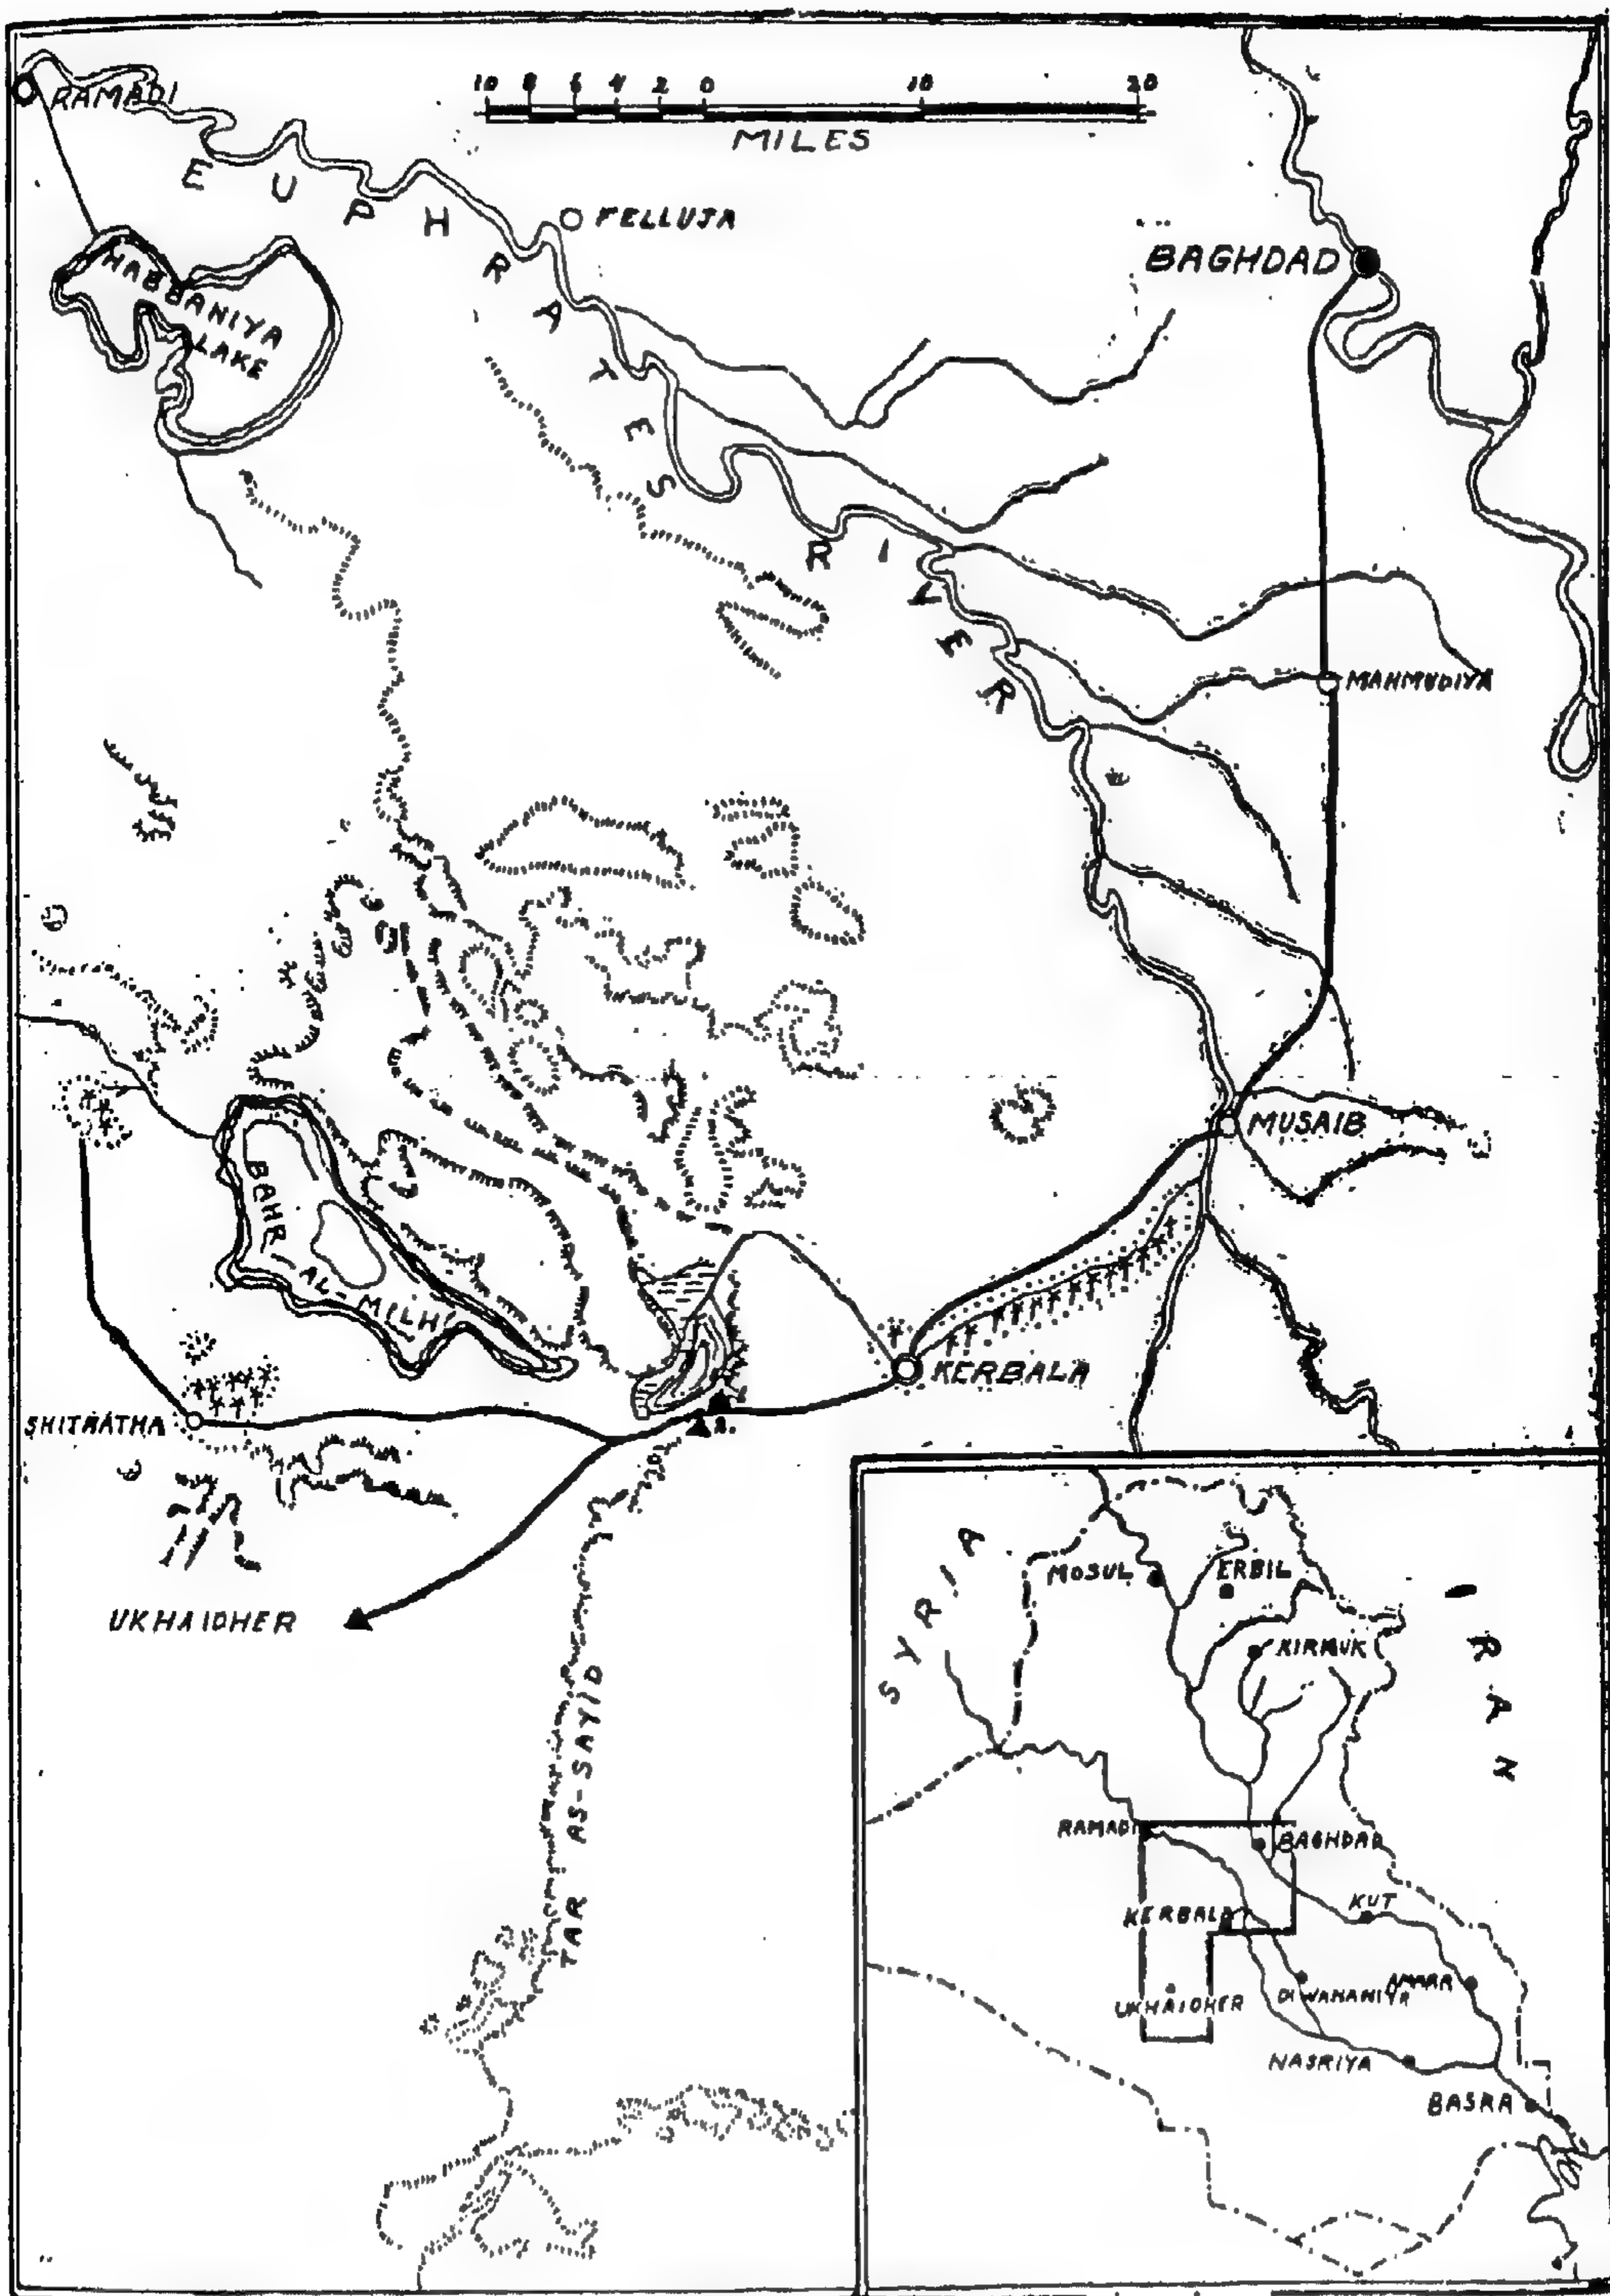 10 8 6 4 2 0 10 20
MILES
RAMADI
EUPHRATES RIVER
FELLUJA
BAGHDAD
HABBANIYA
LAKE
MAHMUDIYA
MUSAIB
BAHR AL-MILH
KERBALA
SHITHATHA
2.
UKHAIDHER
TAR AS-SAYID
SYRIA
MOSUL
ERBIL
IRAN
KIRKUK
RAMADI
BAGHDAD
KERBALA
KUT
UKHAIDHER
DIWANANIYA
AMARA
NASRIYA
BASRA